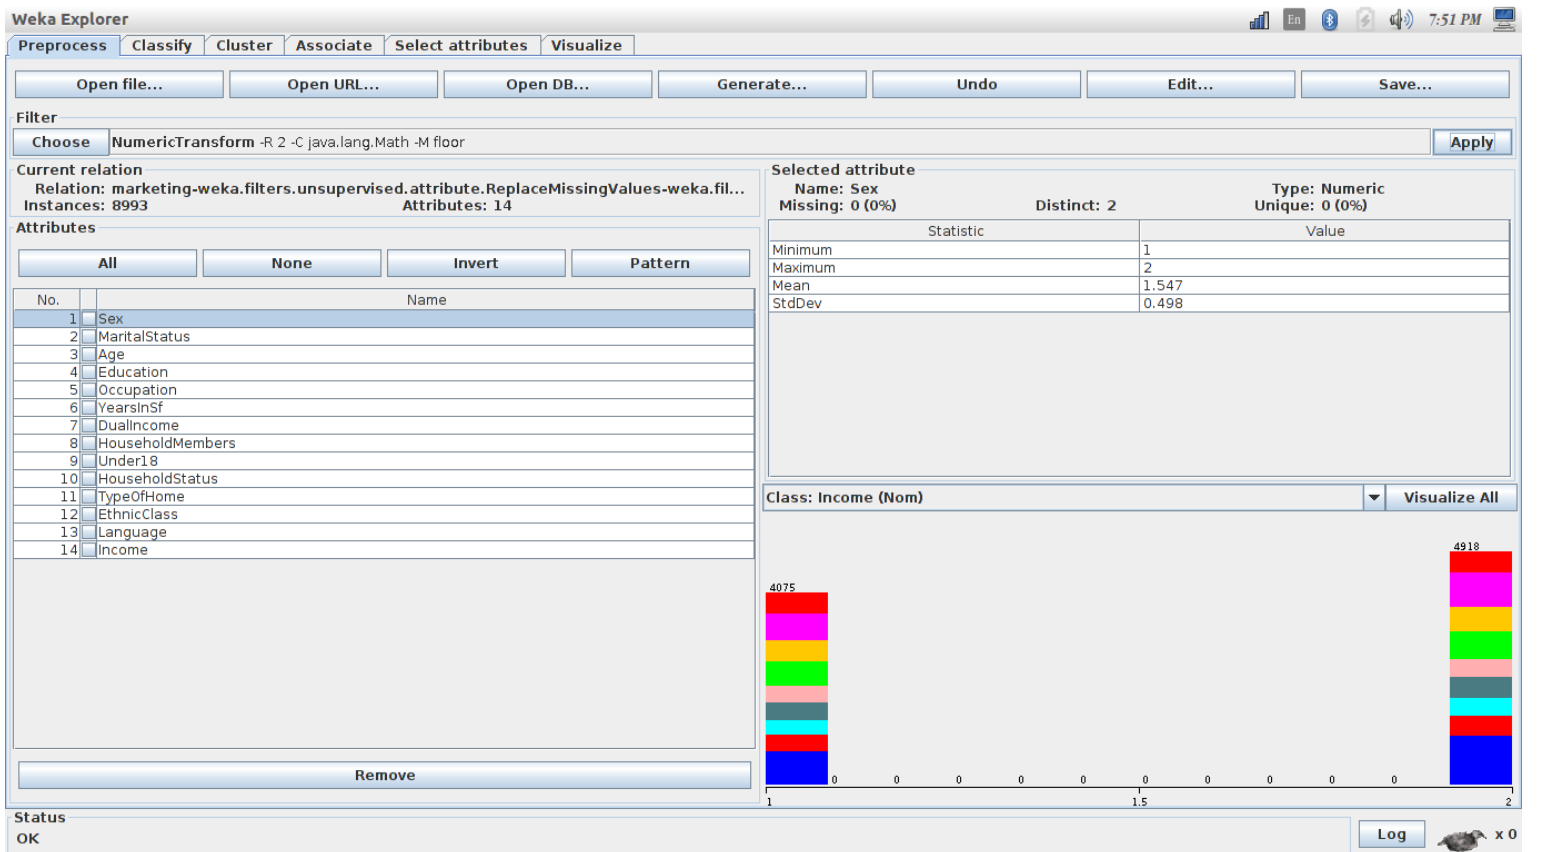 Weka Explorer
En
7:51 PM
Preprocess Classify Cluster Associate Select attributes Visualize
Open file... Open URL... Open DB... Generate... Undo Edit... Save...
Filter
Choose NumericTransform -R 2 -C java.lang.Math -M floor Apply
Current relation
Relation: marketing-weka.filters.unsupervised.attribute.ReplaceMissingValues-weka.fil...
Instances: 8993 Attributes: 14
Attributes
All None Invert Pattern
No. Name
1 Sex
2 MaritalStatus
3 Age
4 Education
5 Occupation
6 YearsInSf
7 DualIncome
8 HouseholdMembers
9 Under18
10 HouseholdStatus
11 TypeOfHome
12 EthnicClass
13 Language
14 Income
Remove
Selected attribute
Name: Sex Type: Numeric
Missing: 0 (0%) Distinct: 2 Unique: 0 (0%)
Statistic Value
Minimum 1
Maximum 2
Mean 1.547
StdDev 0.498
Class: Income (Nom) Visualize All
4918
4075
0 0 0 0 0 0 0 0 0 0
1 1.5 2
Status
OK
Log x 0